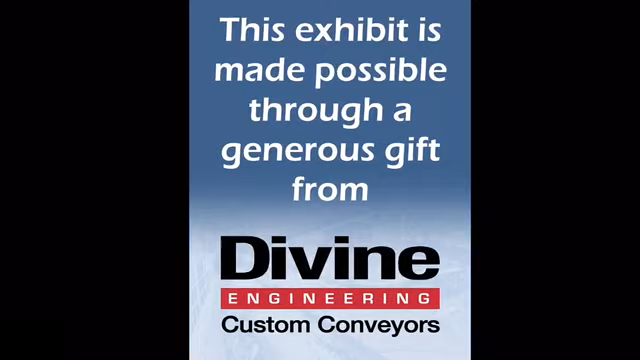 This exhibit is
made possible
through a
generous gift
from
Divine
ENGINEERING
Custom Conveyors